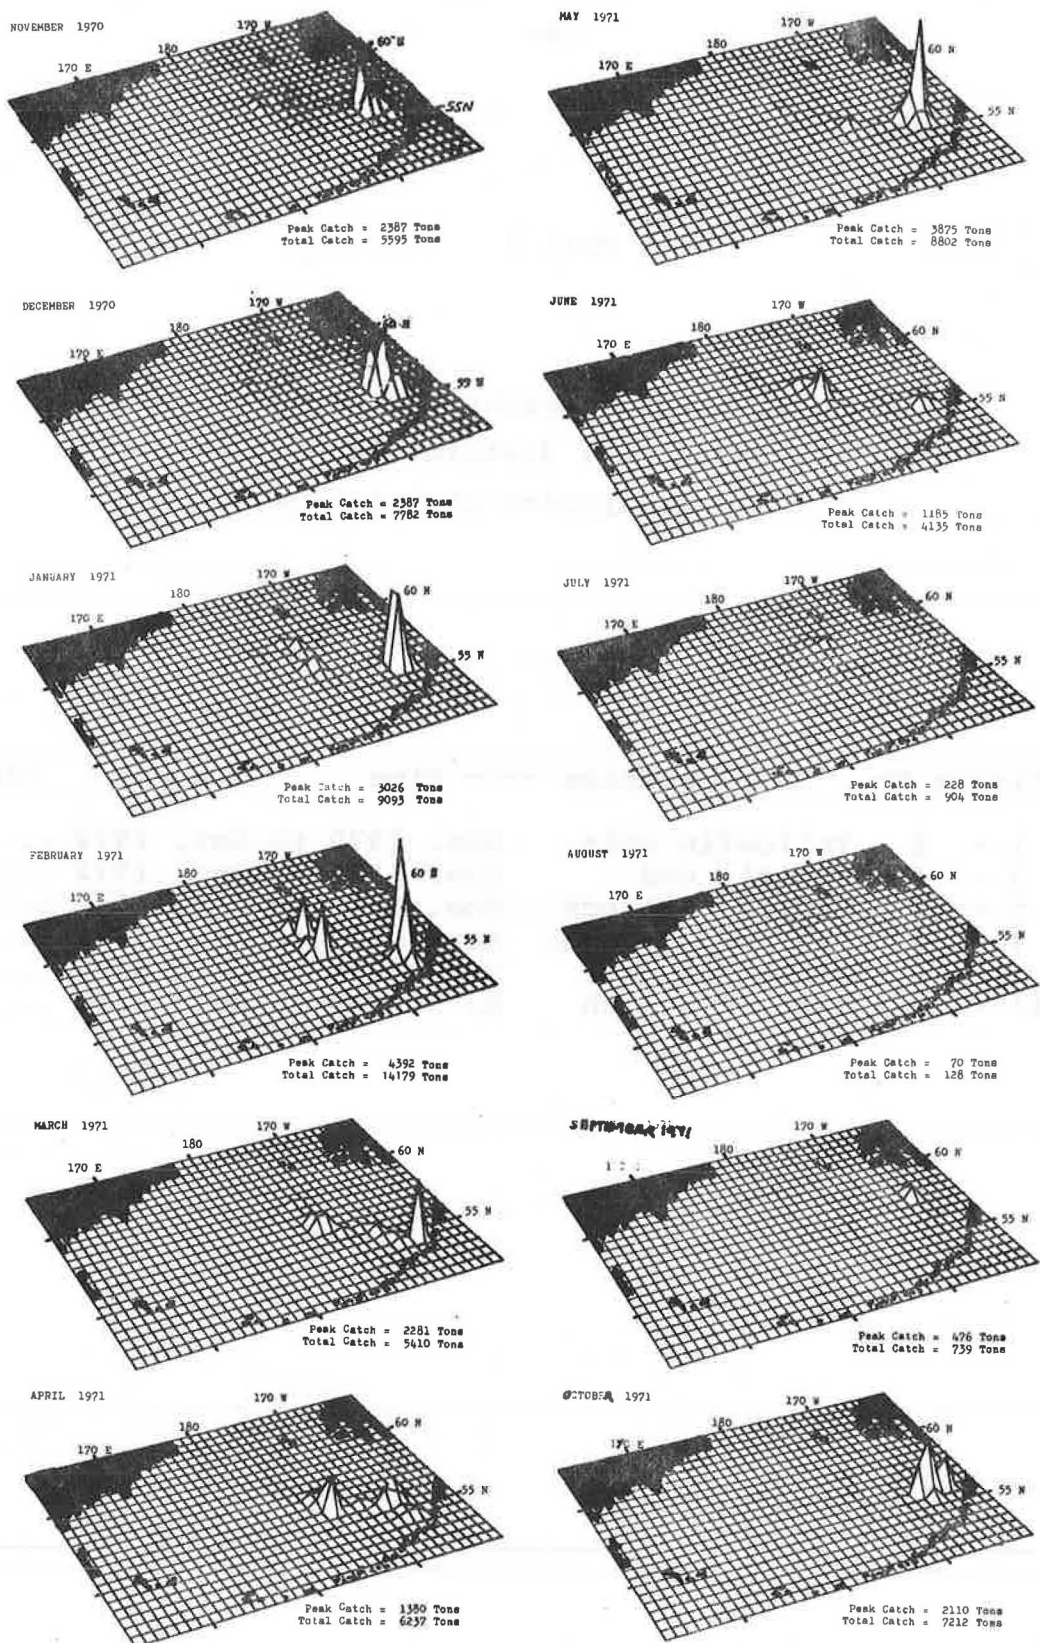 NOVEMBER 1970
170 E
180
170 W
60 N
55N
Peak Catch = 2387 Tons
Total Catch = 5595 Tons
DECEMBER 1970
170 E
180
170 W
60 N
55 N
Peak Catch = 2387 Tons
Total Catch = 7782 Tons
JANUARY 1971
170 E
180
170 W
60 N
55 N
Peak Catch = 3026 Tons
Total Catch = 9093 Tons
FEBRUARY 1971
170 E
180
170 W
60 N
55 N
Peak Catch = 4392 Tons
Total Catch = 14179 Tons
MARCH 1971
170 E
180
170 W
60 N
55 N
Peak Catch = 2281 Tons
Total Catch = 5410 Tons
APRIL 1971
170 E
180
170 W
60 N
55 N
Peak Catch = 1380 Tons
Total Catch = 6237 Tons
MAY 1971
170 E
180
170 W
60 N
55 N
Peak Catch = 3875 Tons
Total Catch = 8802 Tons
JUNE 1971
170 E
180
170 W
60 N
55 N
Peak Catch = 1185 Tons
Total Catch = 4135 Tons
JULY 1971
170 E
180
170 W
60 N
55 N
Peak Catch = 228 Tons
Total Catch = 904 Tons
AUGUST 1971
170 E
180
170 W
60 N
55 N
Peak Catch = 70 Tons
Total Catch = 128 Tons
SEPTEMBER 1971
180
170 W
60 N
55 N
Peak Catch = 476 Tons
Total Catch = 739 Tons
OCTOBER 1971
170 E
180
170 W
60 N
55 N
Peak Catch = 2110 Tons
Total Catch = 7212 Tons